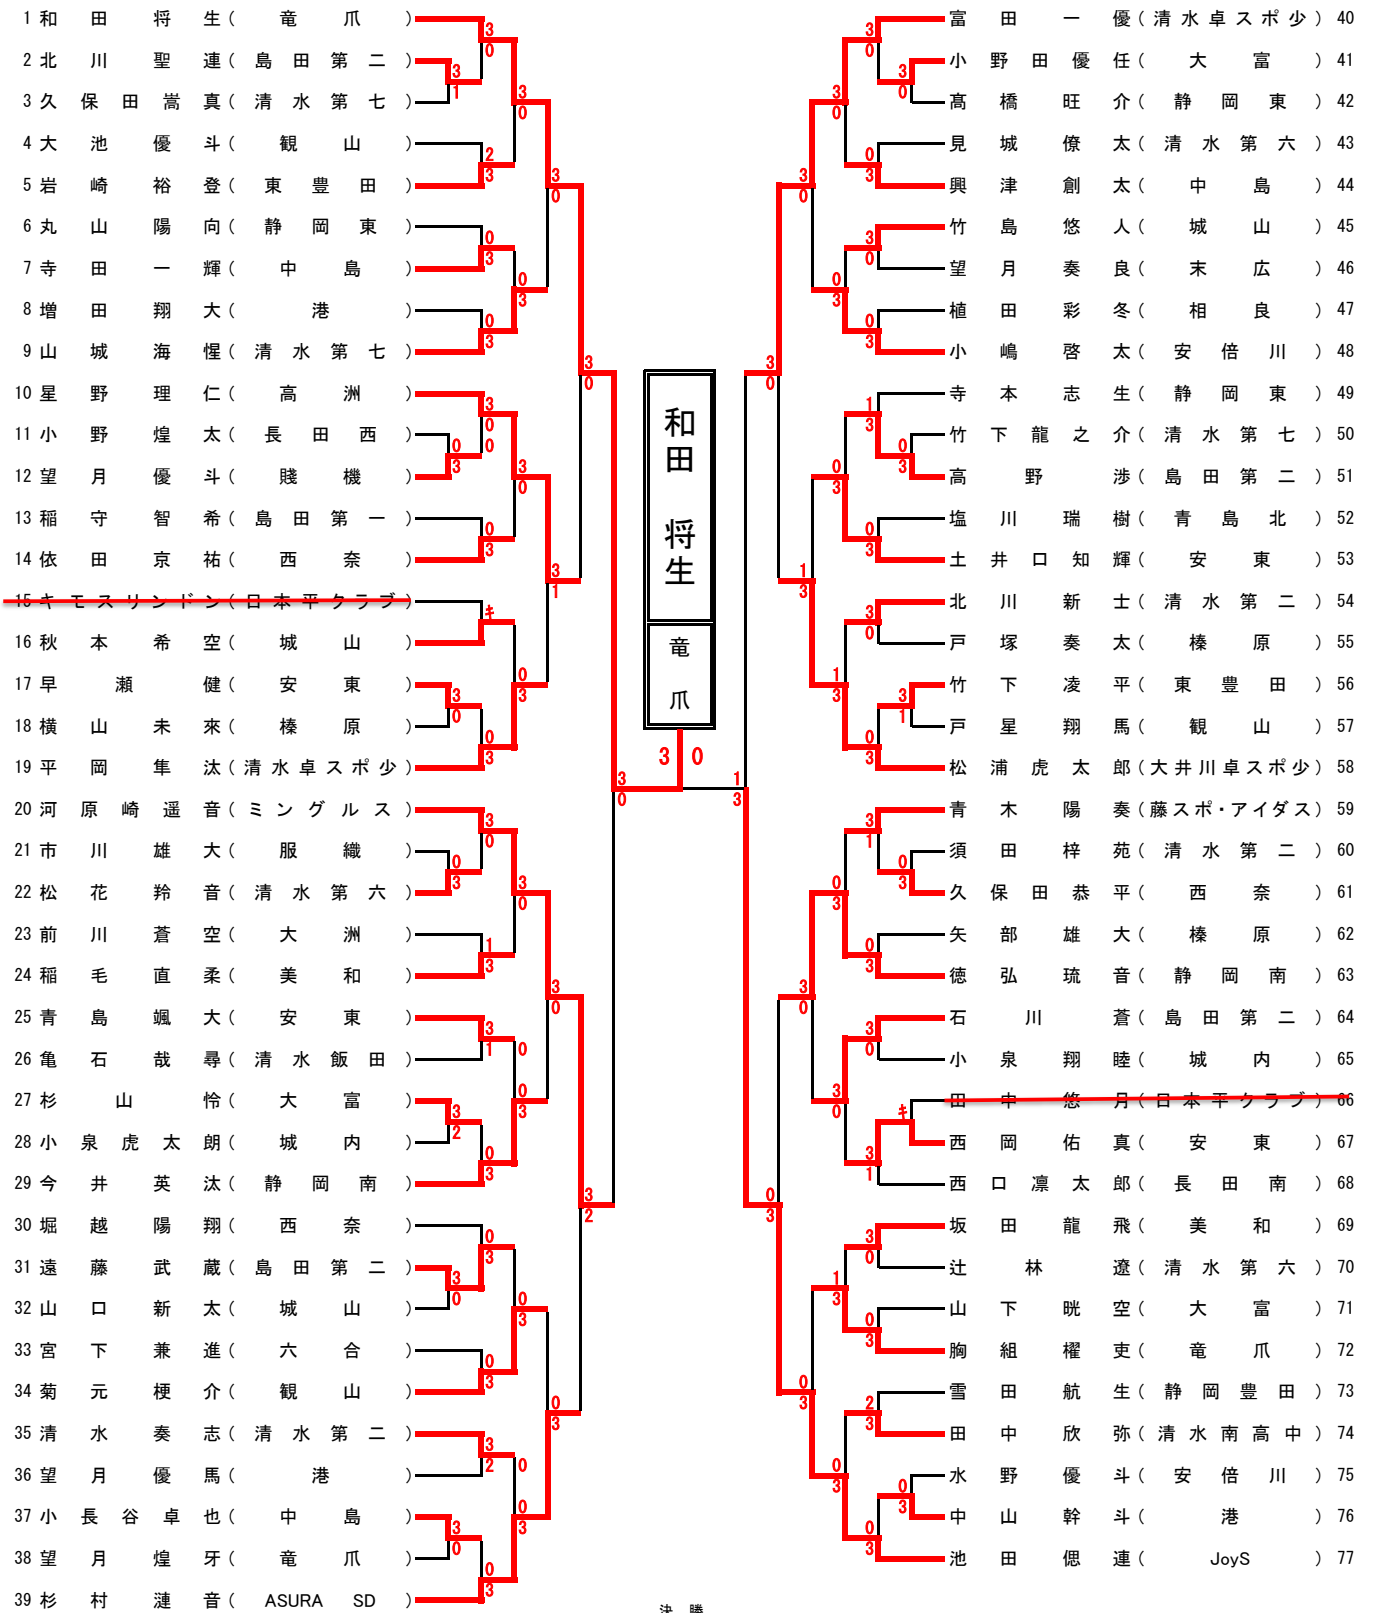 1 和田 将生 ( 竜爪 )
2 北川 聖連 ( 島田第二 )
3 久保田 嵩真 ( 清水第七 )
4 大池 優斗 ( 観山 )
5 岩崎 裕登 ( 東豊田 )
6 丸山 陽向 ( 静岡東 )
7 寺田 一輝 ( 中島 )
8 増田 翔大 ( 港 )
9 山城 海惺 ( 清水第七 )
10 星野 理仁 ( 高洲 )
11 小野 煌太 ( 長田西 )
12 望月 優斗 ( 賤機 )
13 稲守 智希 ( 島田第一 )
14 依田 京祐 ( 西奈 )
15 キモスリンドン ( 日本平クラブ )
16 秋本 希空 ( 城山 )
17 早瀬 健 ( 安東 )
18 横山 未來 ( 榛原 )
19 平岡 隼汰 ( 清水卓スポ少 )
20 河原崎 遥音 ( ミングルス )
21 市川 雄大 ( 服織 )
22 松花 羚音 ( 清水第六 )
23 前川 蒼空 ( 大洲 )
24 稲毛 直柔 ( 美和 )
25 青島 颯大 ( 安東 )
26 亀石 哉尋 ( 清水飯田 )
27 杉山 怜 ( 大富 )
28 小泉 虎太朗 ( 城内 )
29 今井 英汰 ( 静岡南 )
30 堀越 陽翔 ( 西奈 )
31 遠藤 武蔵 ( 島田第二 )
32 山口 新太 ( 城山 )
33 宮下 兼進 ( 六合 )
34 菊元 梗介 ( 観山 )
35 清水 奏志 ( 清水第二 )
36 望月 優馬 ( 港 )
37 小長谷 卓也 ( 中島 )
38 望月 煌牙 ( 竜爪 )
39 杉村 漣音 ( ASURA SD )
和田 将生
竜爪
3 0
決勝
富田 一優 ( 清水卓スポ少 ) 40
小野田 優任 ( 大富 ) 41
髙橋 旺介 ( 静岡東 ) 42
見城 僚太 ( 清水第六 ) 43
興津 創太 ( 中島 ) 44
竹島 悠人 ( 城山 ) 45
望月 奏良 ( 末広 ) 46
植田 彩冬 ( 相良 ) 47
小嶋 啓太 ( 安倍川 ) 48
寺本 志生 ( 静岡東 ) 49
竹下 龍之介 ( 清水第七 ) 50
高野 渉 ( 島田第二 ) 51
塩川 瑞樹 ( 青島北 ) 52
土井口 知輝 ( 安東 ) 53
北川 新士 ( 清水第二 ) 54
戸塚 奏太 ( 榛原 ) 55
竹下 凌平 ( 東豊田 ) 56
戸星 翔馬 ( 観山 ) 57
松浦 虎太郎 ( 大井川卓スポ少 ) 58
青木 陽奏 ( 藤スポ・アイダス ) 59
須田 梓苑 ( 清水第二 ) 60
久保田 恭平 ( 西奈 ) 61
矢部 雄大 ( 榛原 ) 62
徳弘 琉音 ( 静岡南 ) 63
石川 蒼 ( 島田第二 ) 64
小泉 翔睦 ( 城内 ) 65
田中 悠月 ( 日本平クラブ ) 66
西岡 佑真 ( 安東 ) 67
西口 凛太郎 ( 長田南 ) 68
坂田 龍飛 ( 美和 ) 69
辻林 遼 ( 清水第六 ) 70
山下 晄空 ( 大富 ) 71
胸組 櫂吏 ( 竜爪 ) 72
雪田 航生 ( 静岡豊田 ) 73
田中 欣弥 ( 清水南高中 ) 74
水野 優斗 ( 安倍川 ) 75
中山 幹斗 ( 港 ) 76
池田 偲連 ( JoyS ) 77